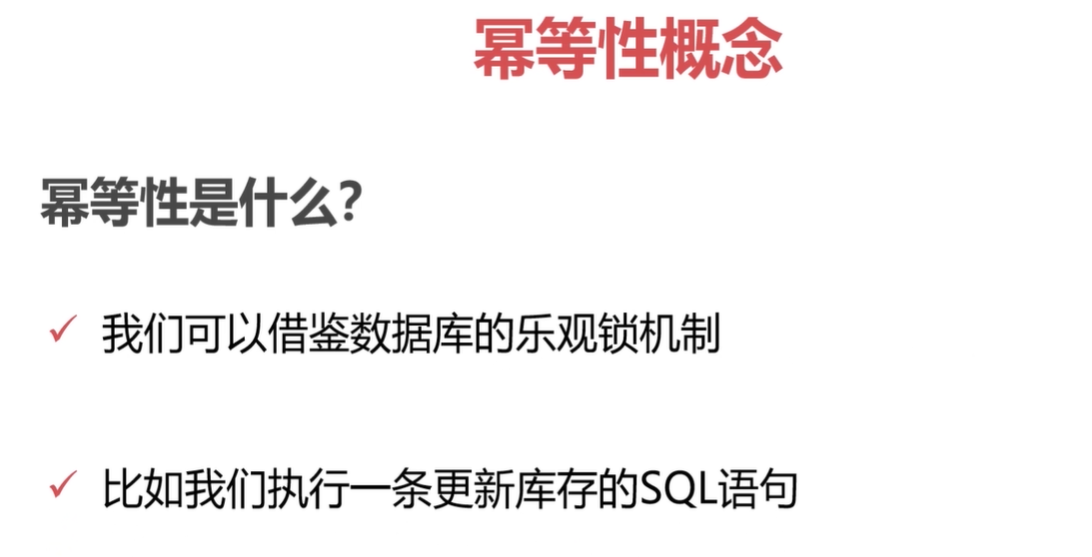 幂等性概念
幂等性是什么?
我们可以借鉴数据库的乐观锁机制
比如我们执行一条更新库存的SQL语句